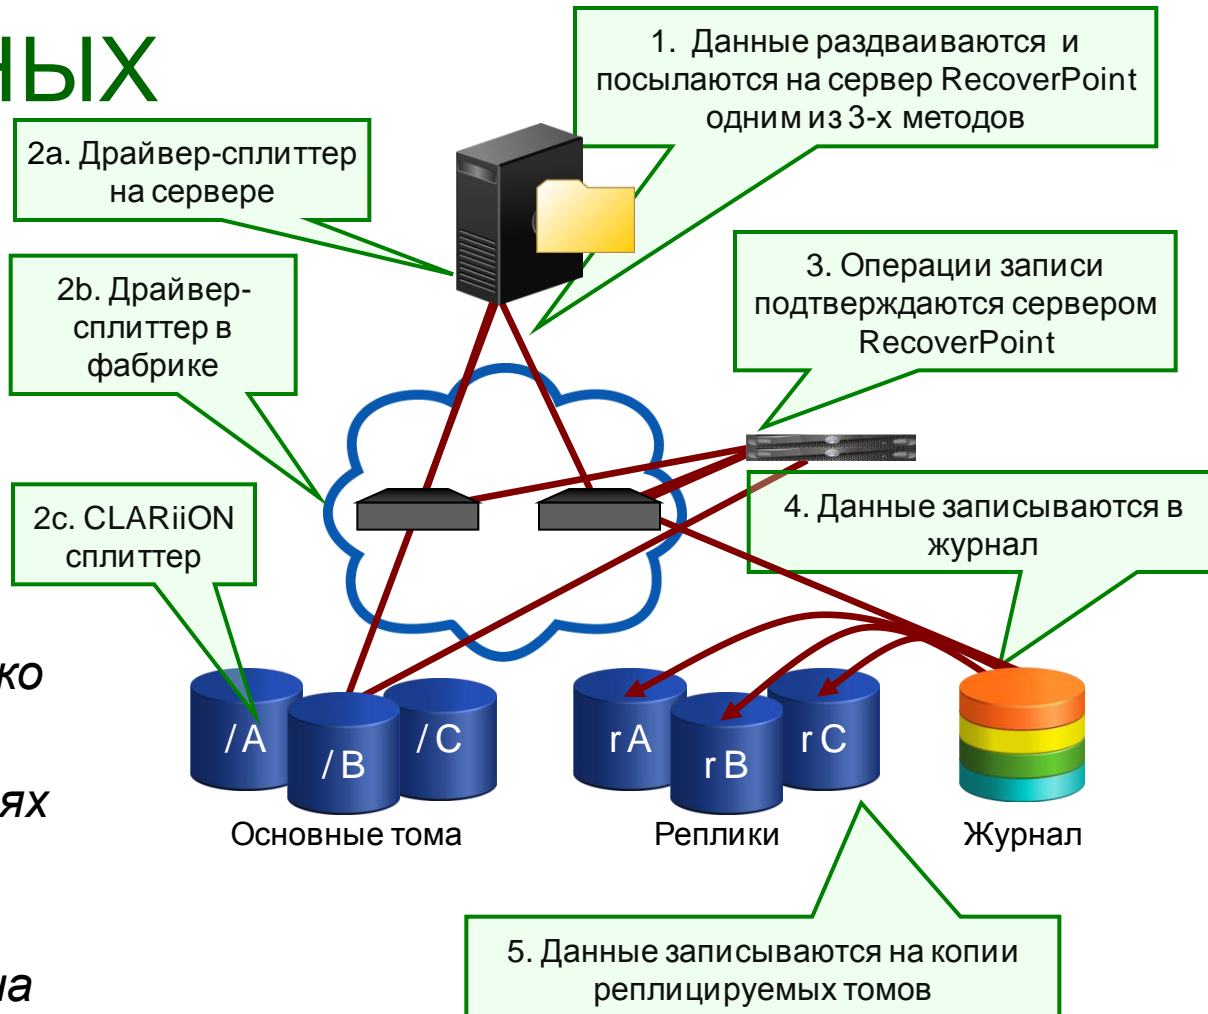 НЫХ
1. Данные раздваиваются и
посылаются на сервер RecoverPoint
одним из 3-х методов
2а. Драйвер-сплиттер
на сервере
2b. Драйвер-
сплиттер в
фабрике
3. Операции записи
подтверждаются сервером
RecoverPoint
2c. CLARiiON
сплиттер
4. Данные записываются в
журнал
ко
/ A
/ B
/ C
r A
r B
r C
ях
Основные тома
Реплики
Журнал
5. Данные записываются на копии
реплицируемых томов
на